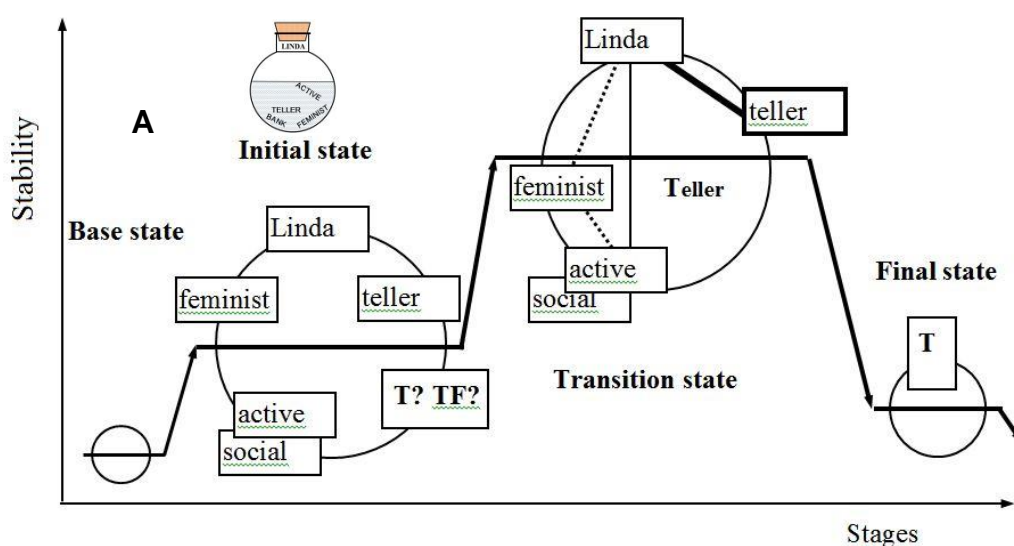 Stability
A
LINDA
ACTIVE
TELLER
BANK
FEMINIST
Initial state
Base state
Linda
feminist
teller
T? TF?
active
social
Linda
teller
feminist
Teller
active
social
Transition state
Final state
T
Stages